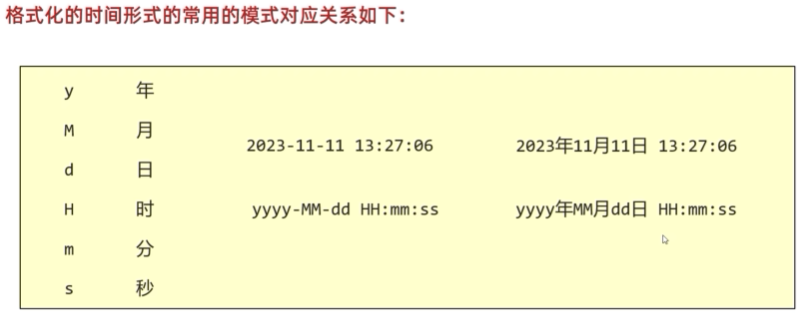 格式化的时间形式的常用的模式对应关系如下：
y 年
M 月
d 日
H 时
m 分
s 秒
2023-11-11 13:27:06
yyyy-MM-dd HH:mm:ss
2023年11月11日 13:27:06
yyyy年MM月dd日 HH:mm:ss